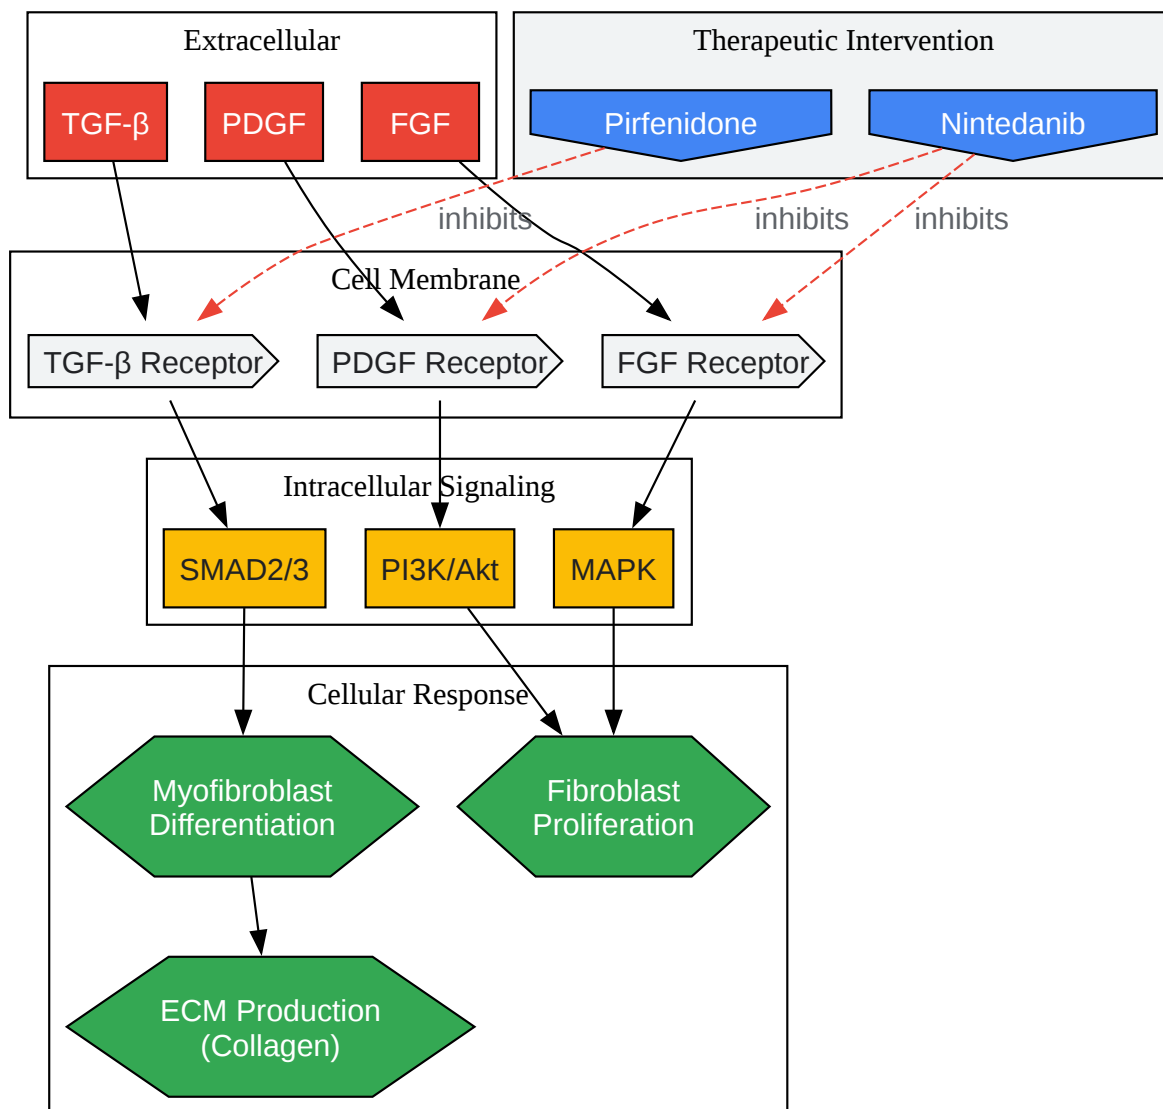 Extracellular
Therapeutic Intervention
TGF-β
PDGF
FGF
Pirfenidone
Nintedanib
inhibits
inhibits
inhibits
Cell Membrane
TGF-β Receptor
PDGF Receptor
FGF Receptor
Intracellular Signaling
SMAD2/3
PI3K/Akt
MAPK
Cellular Response
Myofibroblast
Differentiation
Fibroblast
Proliferation
ECM Production
(Collagen)